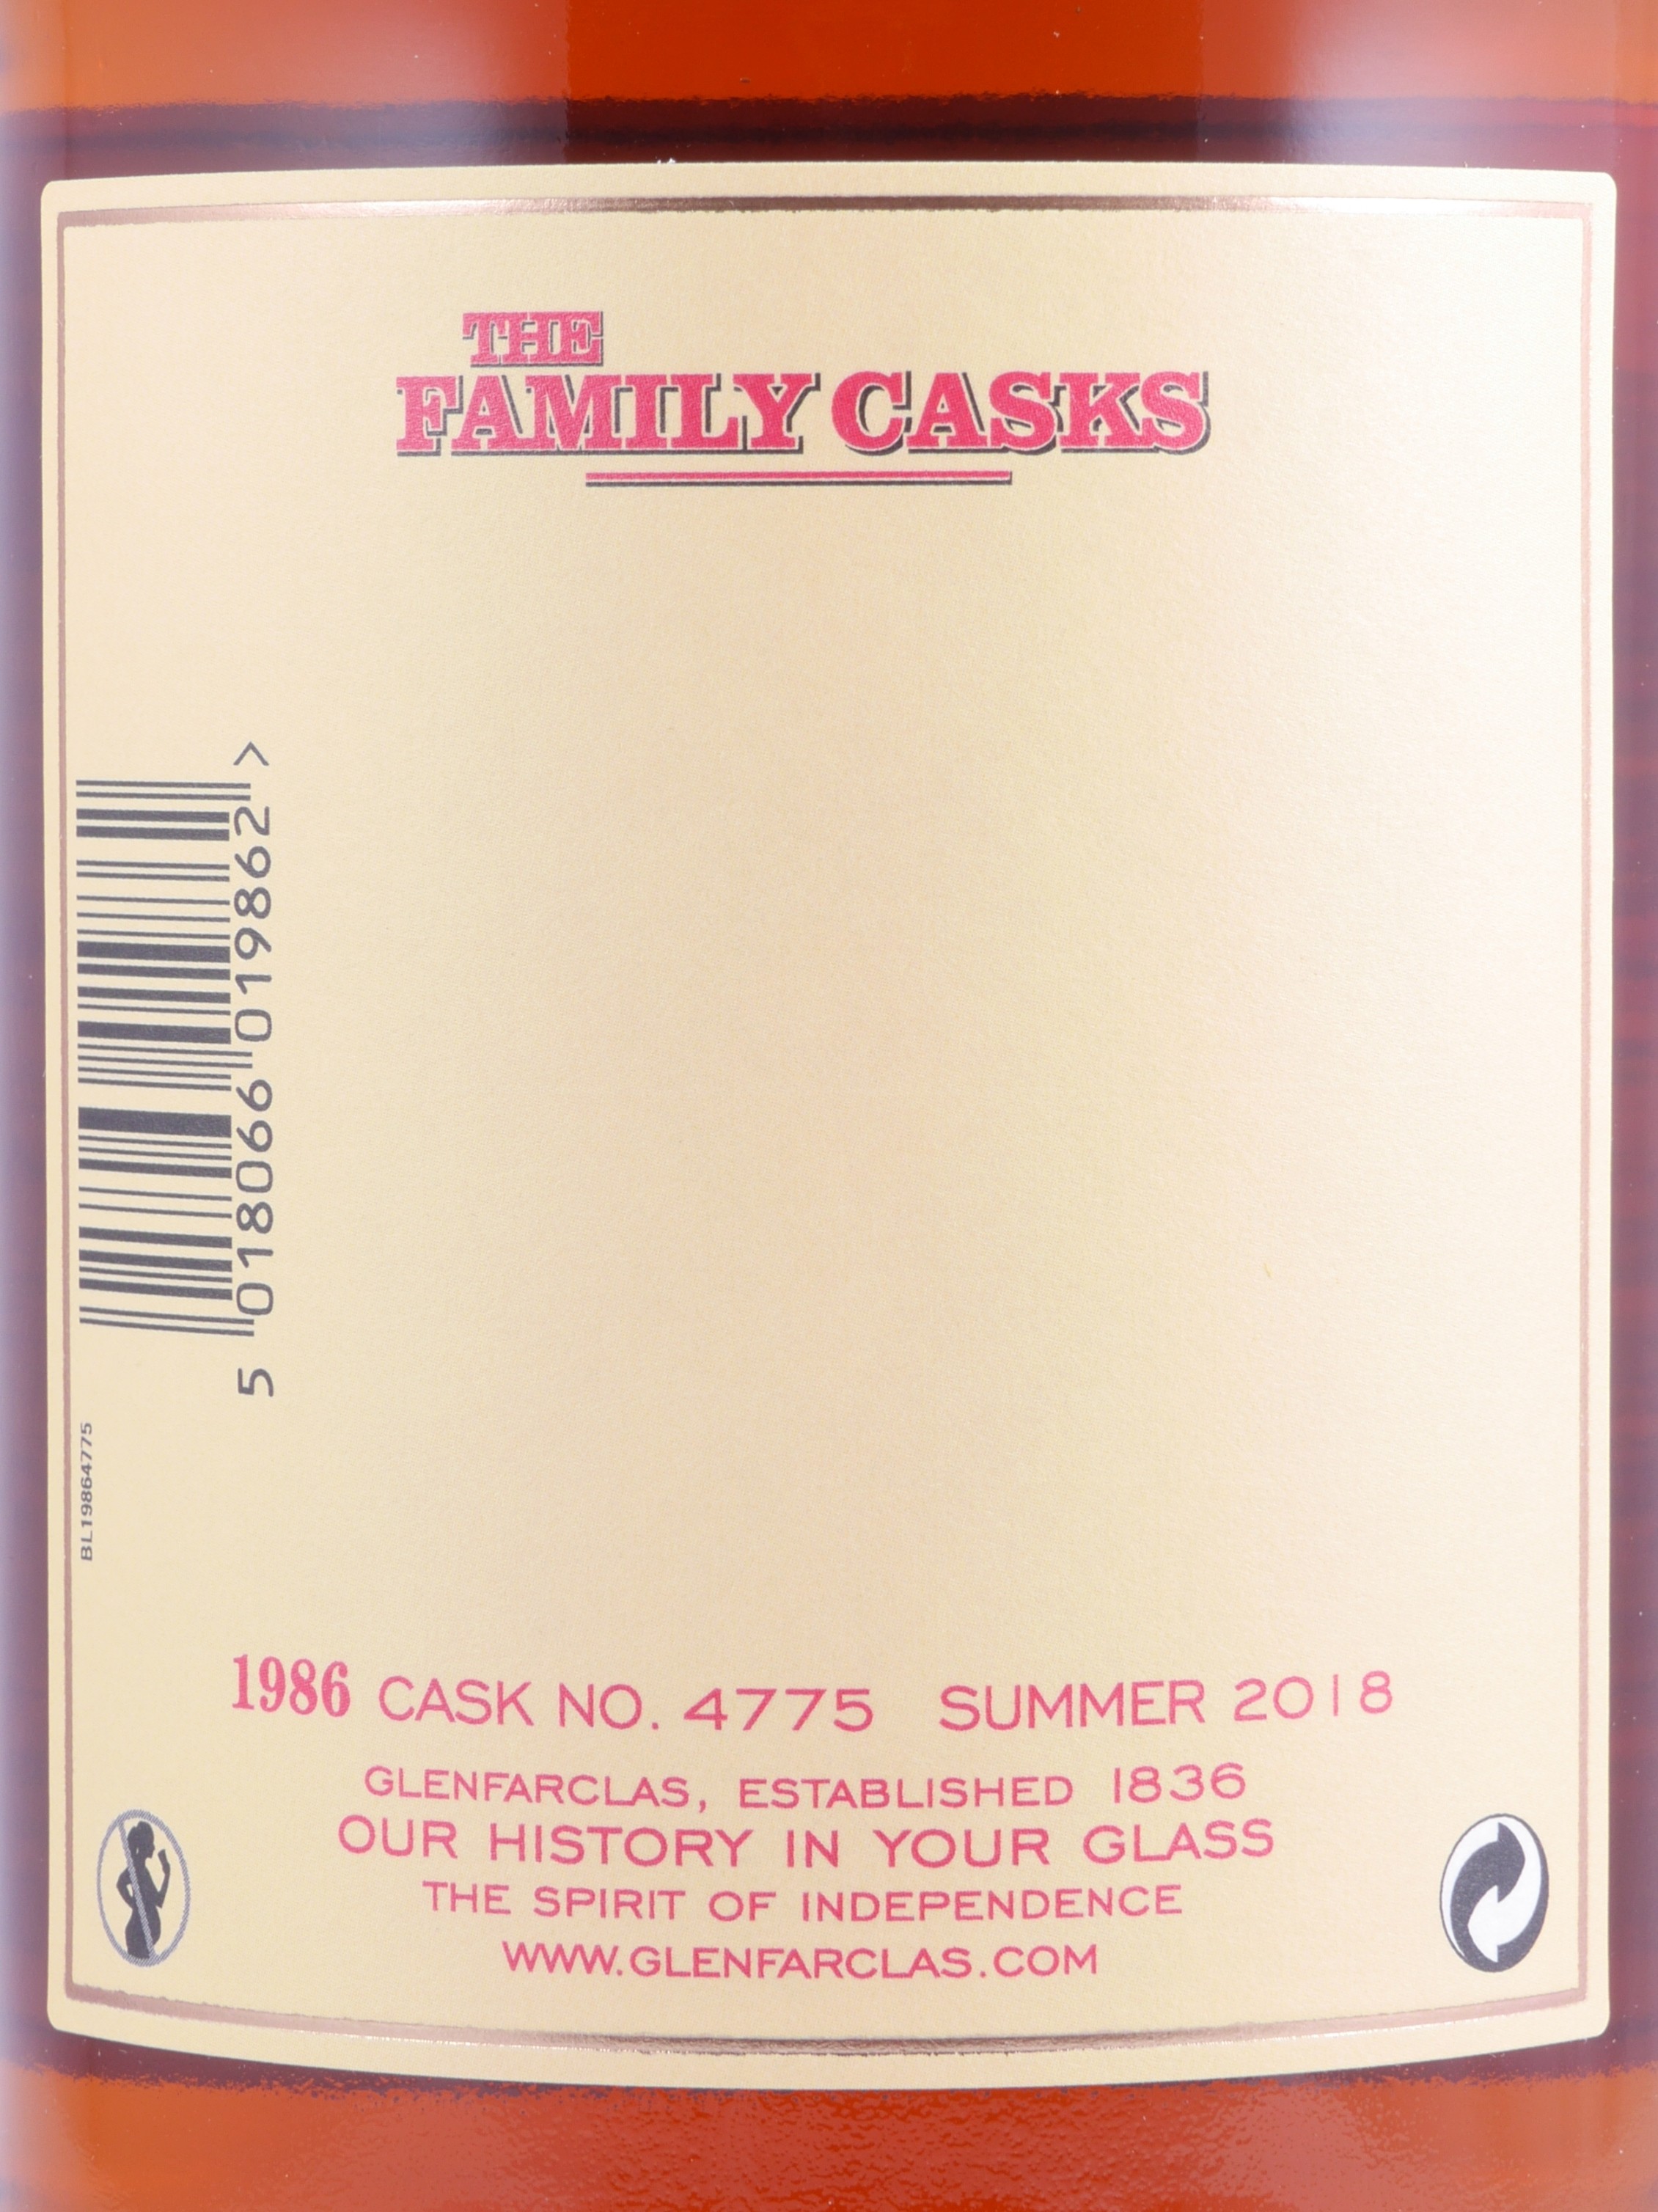 THE
FAMILY CASKS
5 018066 019862 >
BL19864775
1986 CASK NO. 4775 SUMMER 2018
GLENFARCLAS, ESTABLISHED 1836
OUR HISTORY IN YOUR GLASS
THE SPIRIT OF INDEPENDENCE
WWW.GLENFARCLAS.COM